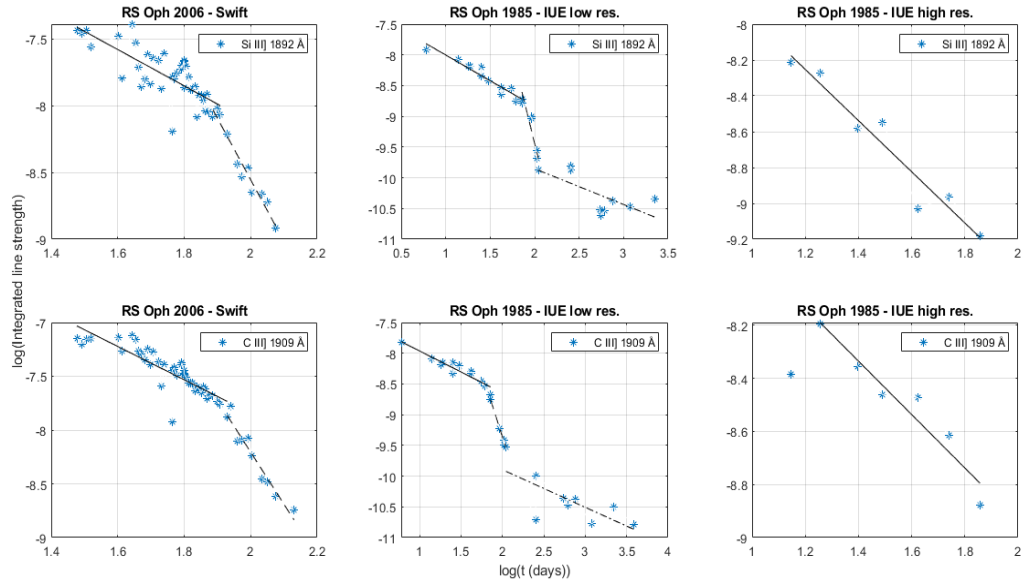 RS Oph 2006 - Swift
RS Oph 1985 - IUE low res.
RS Oph 1985 - IUE high res.
Si III] 1892 Å
Si III] 1892 Å
Si III] 1892 Å
-7.5
-8
-8.5
-9
1.4 1.6 1.8 2 2.2
-7.5
-8
-8.5
-9
-9.5
-10
-10.5
-11
0.5 1 1.5 2 2.5 3 3.5
-8
-8.2
-8.4
-8.6
-8.8
-9
-9.2
1 1.2 1.4 1.6 1.8 2
log(Integrated line strength)
RS Oph 2006 - Swift
RS Oph 1985 - IUE low res.
RS Oph 1985 - IUE high res.
C III] 1909 Å
C III] 1909 Å
C III] 1909 Å
-7
-7.5
-8
-8.5
-9
1.4 1.6 1.8 2 2.2
-7.5
-8
-8.5
-9
-9.5
-10
-10.5
-11
1 1.5 2 2.5 3 3.5 4
-8.2
-8.4
-8.6
-8.8
-9
1 1.2 1.4 1.6 1.8 2
log(t (days))